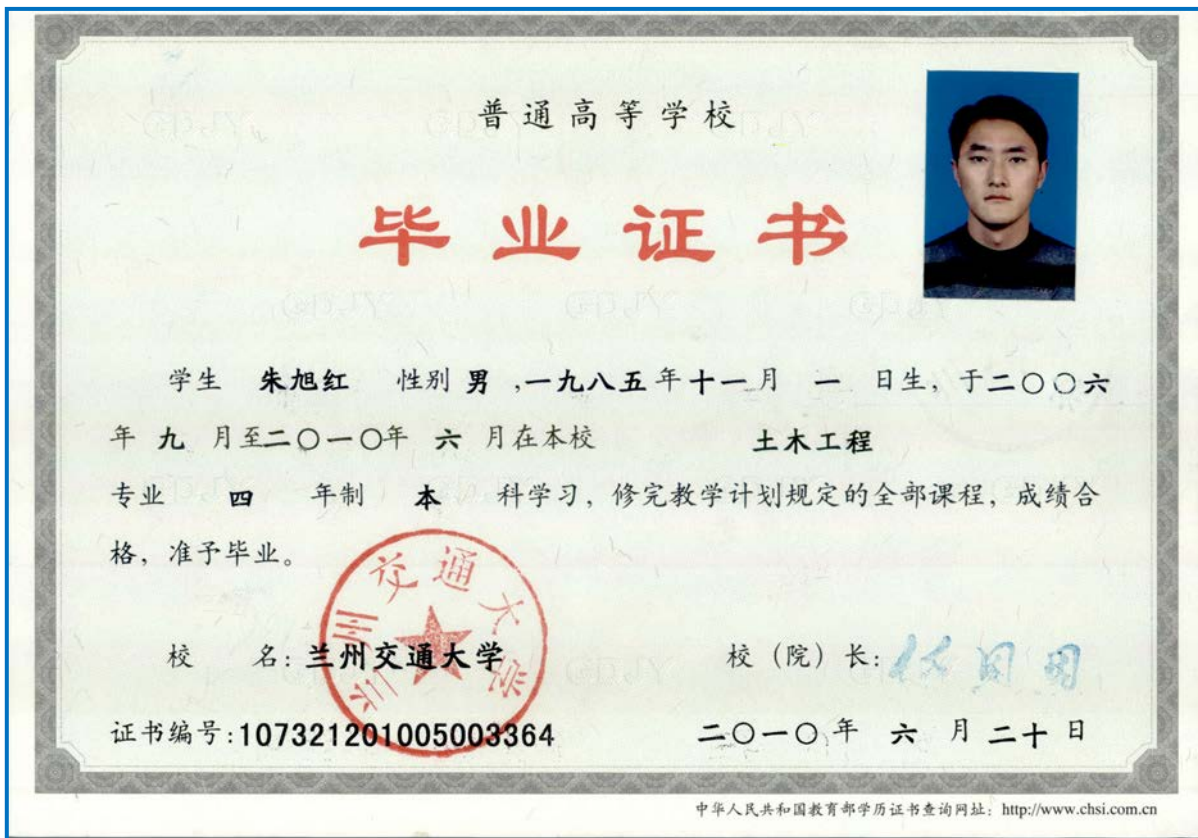 普通高等学校
毕业证书
学生 朱旭红 性别 男 ,一九八五年十一月 一 日生, 于二〇〇六
年 九 月至二〇一〇年 六 月在本校 土木工程
专业 四 年制 本 科学习, 修完教学计划规定的全部课程, 成绩合
格, 准予毕业。
兰州交通大学
校 名: 兰州交通大学 校（院）长:
证书编号:107321201005003364 二〇一〇年 六 月 二十 日
中华人民共和国教育部学历证书查询网址: http://www.chsi.com.cn